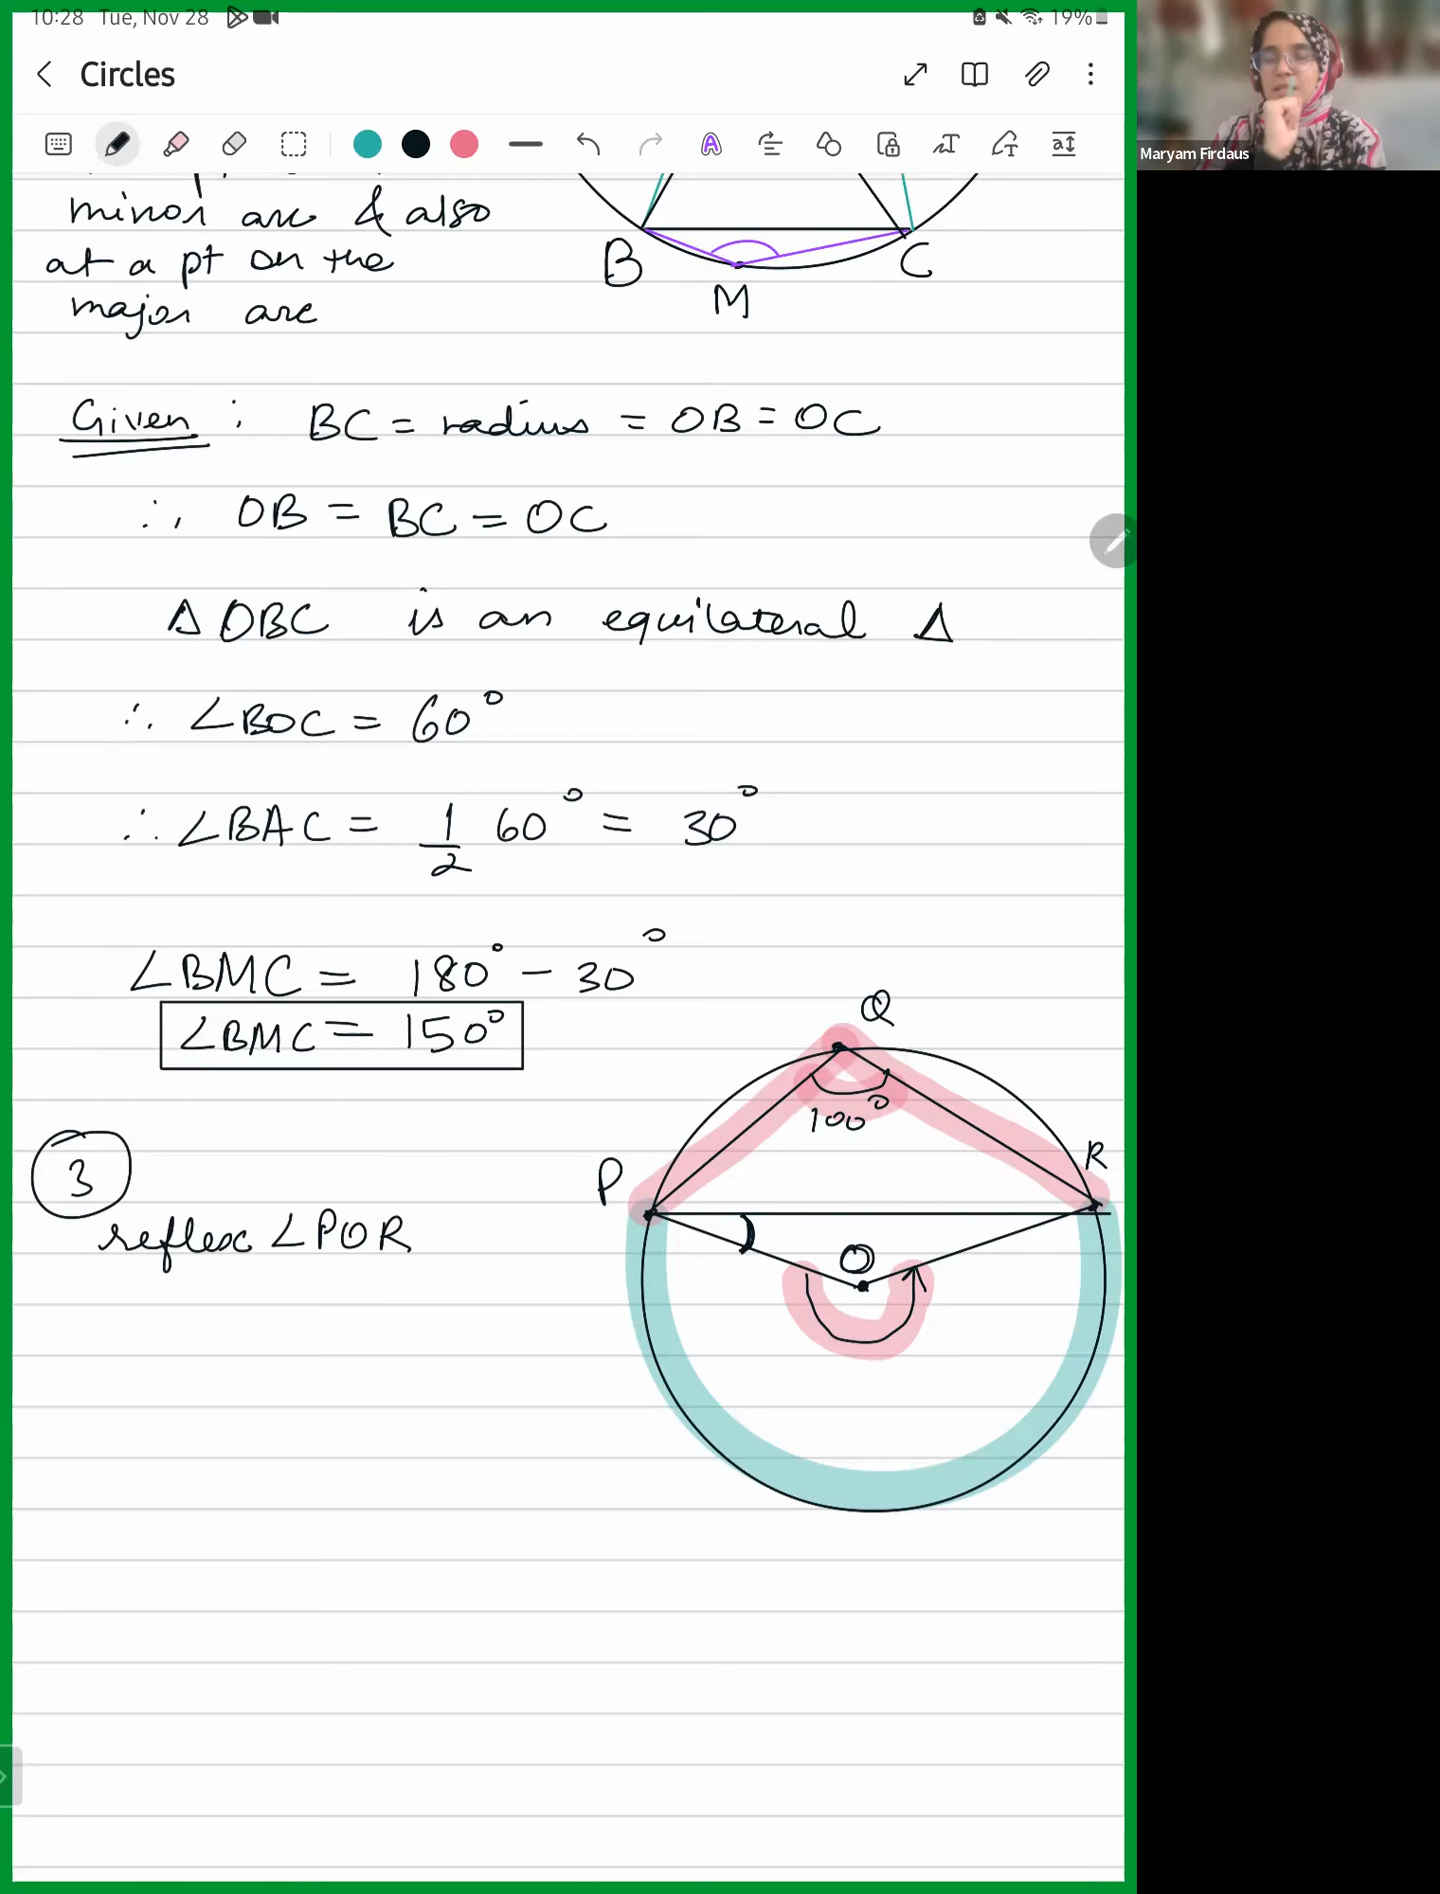 10:28 Tue, Nov 28
19%
Circles
Maryam Firdaus
minor arc & also
at a pt on the
major arc
B
C
M
Given : BC = radius = OB = OC
∴ OB = BC = OC
Δ OBC is an equilateral Δ
∴ ∠BOC = 60°
∴ ∠BAC = 1/2 60° = 30°
∠BMC = 180° - 30°
∠BMC = 150°
Q
100°
P
R
O
3
reflex ∠POR